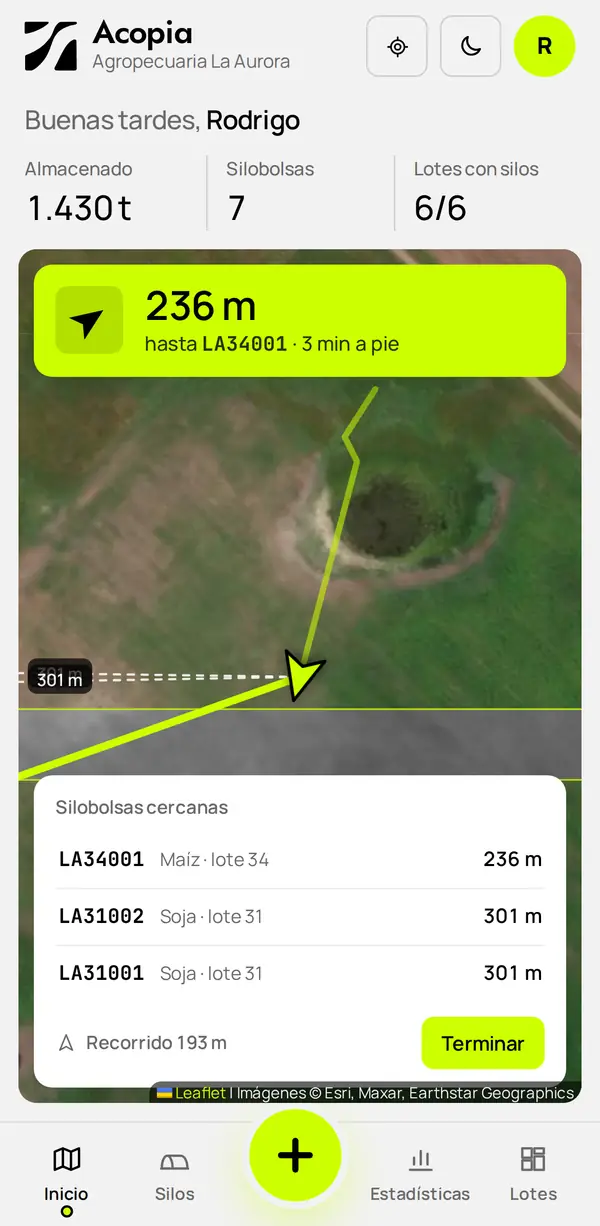 Acopia
Agropecuaria La Aurora
R
Buenas tardes, Rodrigo
Almacenado
Silobolsas
Lotes con silos
1.430 t
7
6/6
236 m
hasta LA34001 · 3 min a pie
301 m
Silobolsas cercanas
LA34001 Maíz · lote 34 236 m
LA31002 Soja · lote 31 301 m
LA31001 Soja · lote 31 301 m
Recorrido 193 m
Terminar
Leaflet | Imágenes © Esri, Maxar, Earthstar Geographics
Inicio
Silos
Estadísticas
Lotes